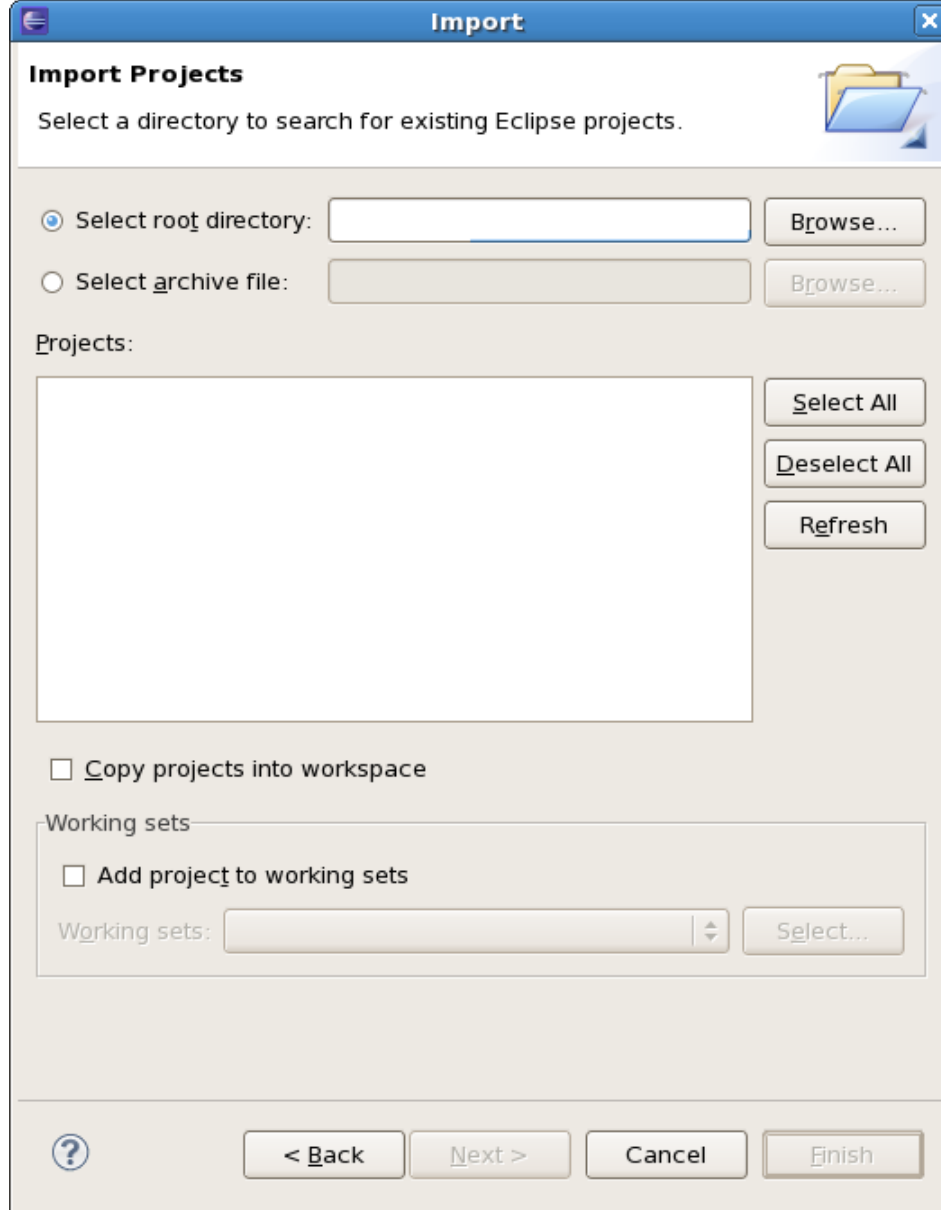 Import
Import Projects
Select a directory to search for existing Eclipse projects.
Select root directory: Browse...
Select archive file: Browse...
Projects:
Select All
Deselect All
Refresh
Copy projects into workspace
Working sets
Add project to working sets
Working sets: Select...
? < Back Next > Cancel Finish